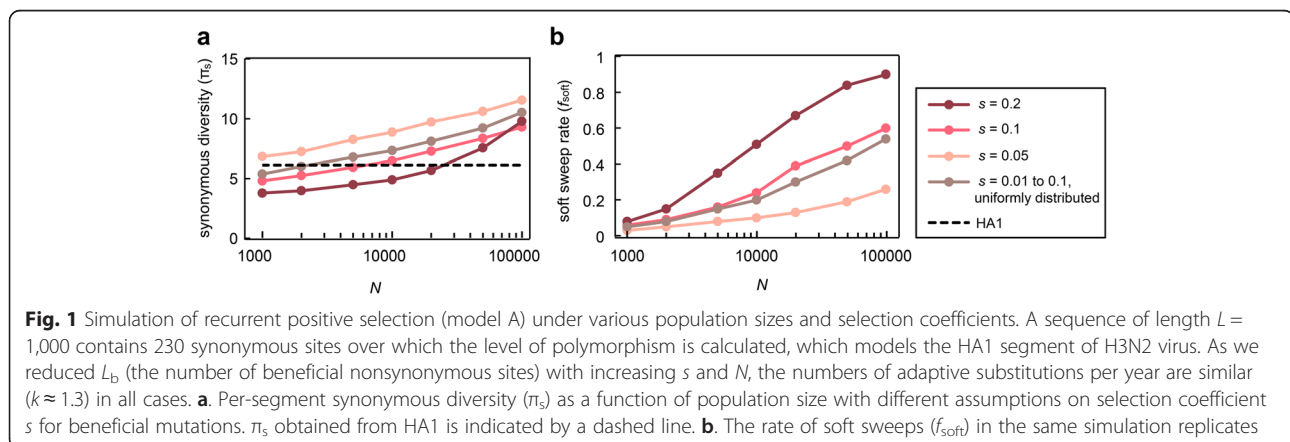 a
15
10
5
0
synonymous diversity (πs)
1000 10000 100000
N
b
1
0.8
0.6
0.4
0.2
0
soft sweep rate (fsoft)
1000 10000 100000
N
s = 0.2
s = 0.1
s = 0.05
s = 0.01 to 0.1,
uniformly distributed
HA1
Fig. 1 Simulation of recurrent positive selection (model A) under various population sizes and selection coefficients. A sequence of length L =
1,000 contains 230 synonymous sites over which the level of polymorphism is calculated, which models the HA1 segment of H3N2 virus. As we
reduced Lb (the number of beneficial nonsynonymous sites) with increasing s and N, the numbers of adaptive substitutions per year are similar
(k ≈ 1.3) in all cases. a. Per-segment synonymous diversity (πs) as a function of population size with different assumptions on selection coefficient
s for beneficial mutations. πs obtained from HA1 is indicated by a dashed line. b. The rate of soft sweeps (fsoft) in the same simulation replicates